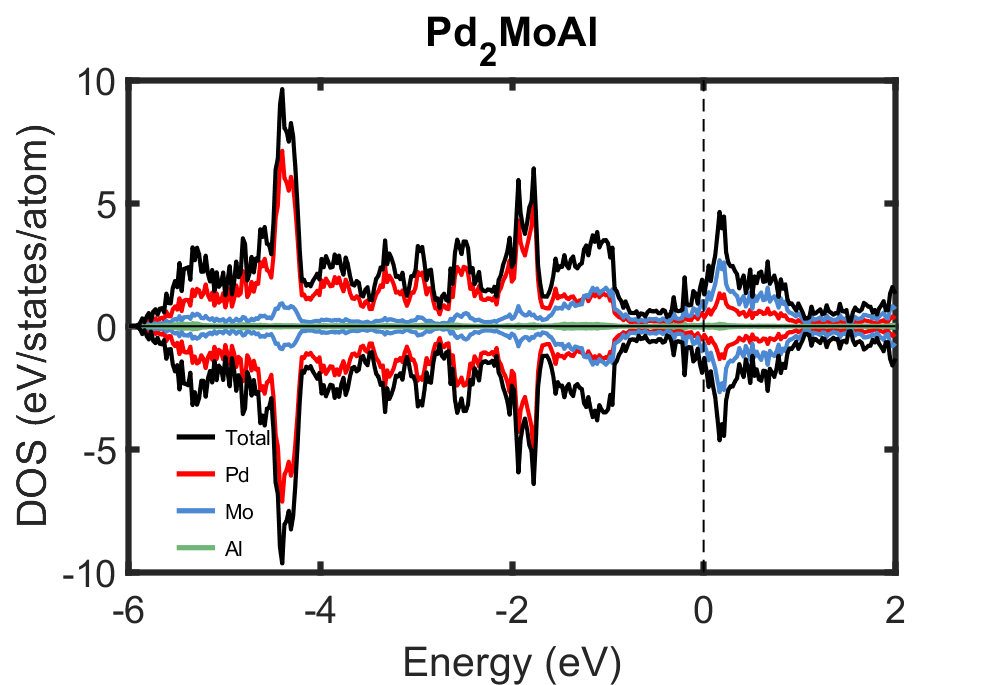 Pd2MoAl
DOS (eV/states/atom)
10
5
0
-5
-10
Total
Pd
Mo
Al
-6 -4 -2 0 2
Energy (eV)